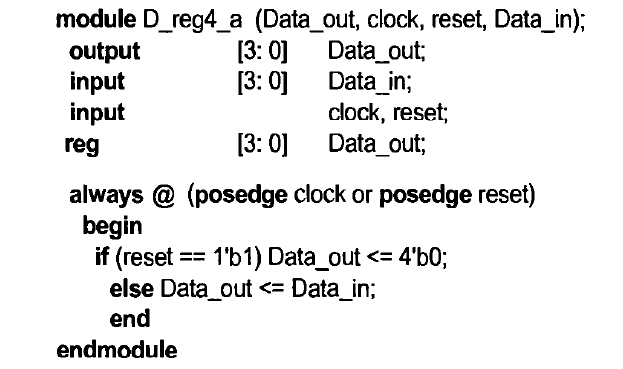 module D_reg4_a (Data_out, clock, reset, Data_in);
output [3: 0] Data_out;
input [3: 0] Data_in;
input clock, reset;
reg [3: 0] Data_out;
always @ (posedge clock or posedge reset)
begin
if (reset == 1'b1) Data_out <= 4'b0;
else Data_out <= Data_in;
end
endmodule